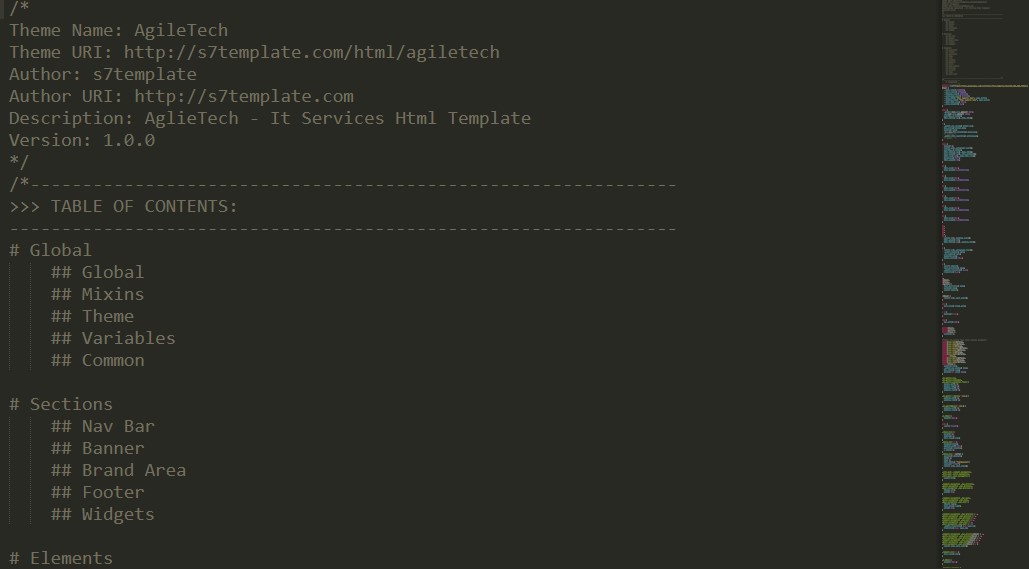 /*
Theme Name: AgileTech
Theme URI: http://s7template.com/html/agiletech
Author: s7template
Author URI: http://s7template.com
Description: AglieTech - It Services Html Template
Version: 1.0.0
*/
/*--------------------------------------------------------------
>>> TABLE OF CONTENTS:
----------------------------------------------------------------
# Global
## Global
## Mixins
## Theme
## Variables
## Common
# Sections
## Nav Bar
## Banner
## Brand Area
## Footer
## Widgets
# Elements